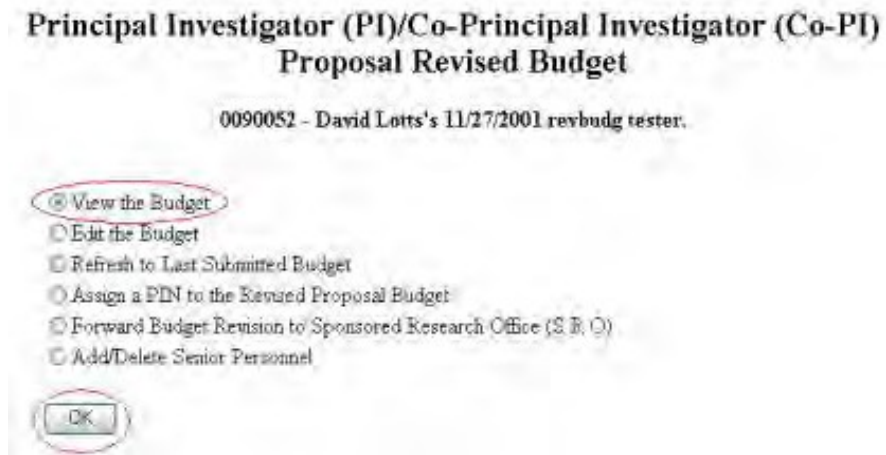 Principal Investigator (PI)/Co-Principal Investigator (Co-PI)
Proposal Revised Budget
0090052 - David Lotts's 11/27/2001 revbudg tester.
View the Budget
Edit the Budget
Refresh to Last Submitted Budget
Assign a PIN to the Revised Proposal Budget
Forward Budget Revision to Sponsored Research Office (S R O)
Add/Delete Senior Personnel
OK